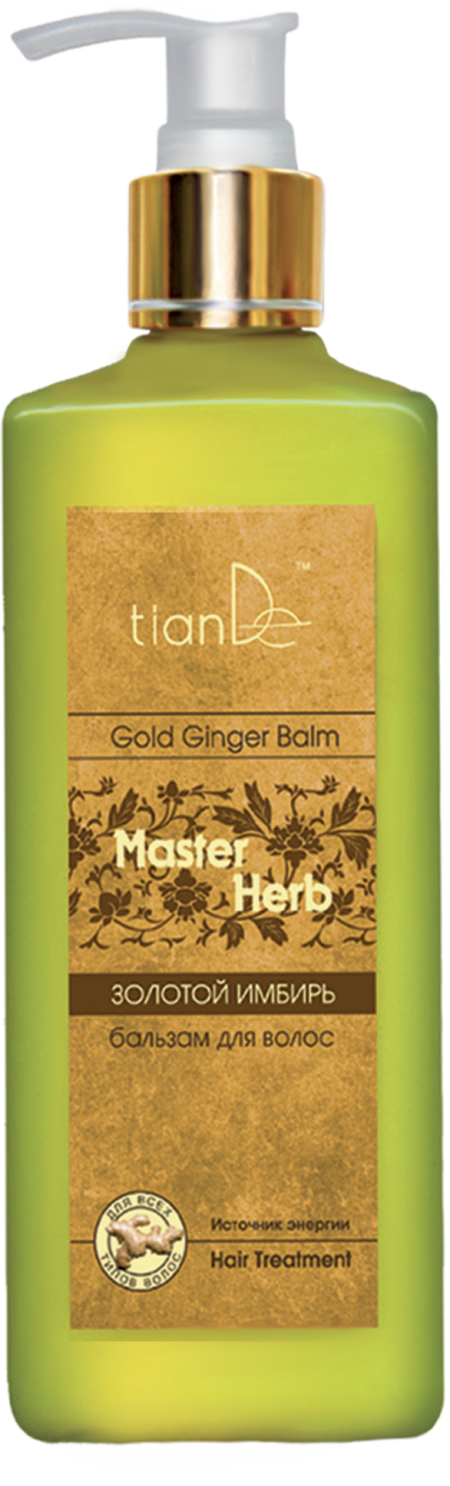 tianDe™
Gold Ginger Balm
Master
Herb
ЗОЛОТОЙ ИМБИРЬ
бальзам для волос
ДЛЯ ВСЕХ
ТИПОВ ВОЛОС
Источник энергии
Hair Treatment